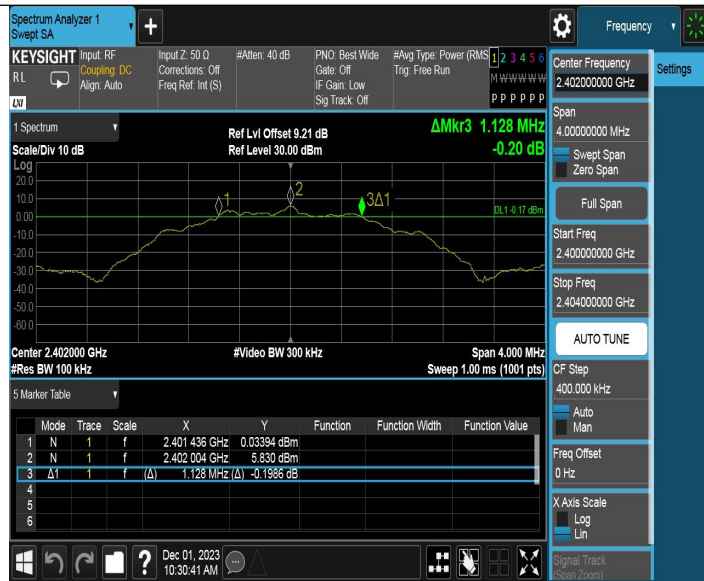 Spectrum Analyzer 1
Swept SA
+
Frequency
KEYSIGHT
RL
LXI
Input: RF
Coupling: DC
Align: Auto
Input Z: 50 Ω
Corrections: Off
Freq Ref: Int (S)
#Atten: 40 dB
PNO: Best Wide
Gate: Off
IF Gain: Low
Sig Track: Off
#Avg Type: Power (RMS
Trig: Free Run
1 2 3 4 5 6
M W W W W W
P P P P P P
1 Spectrum
Scale/Div 10 dB
Ref Lvl Offset 9.21 dB
Ref Level 30.00 dBm
ΔMkr3 1.128 MHz
-0.20 dB
Log
20.0
10.0
0.00
-10.0
-20.0
-30.0
-40.0
-50.0
-60.0
1
2
3Δ1
DL1 -0.17 dBm
Center 2.402000 GHz
#Res BW 100 kHz
#Video BW 300 kHz
Span 4.000 MHz
Sweep 1.00 ms (1001 pts)
5 Marker Table
Mode Trace Scale X Y Function Function Width Function Value
1 N 1 f 2.401 436 GHz 0.03394 dBm
2 N 1 f 2.402 004 GHz 5.830 dBm
3 Δ1 1 f (Δ) 1.128 MHz (Δ) -0.1986 dB
4
5
6
?
Dec 01, 2023
10:30:41 AM
Center Frequency
2.402000000 GHz
Settings
Span
4.00000000 MHz
Swept Span
Zero Span
Full Span
Start Freq
2.400000000 GHz
Stop Freq
2.404000000 GHz
AUTO TUNE
CF Step
400.000 kHz
Auto
Man
Freq Offset
0 Hz
X Axis Scale
Log
Lin
Signal Track
(Span Zoom)